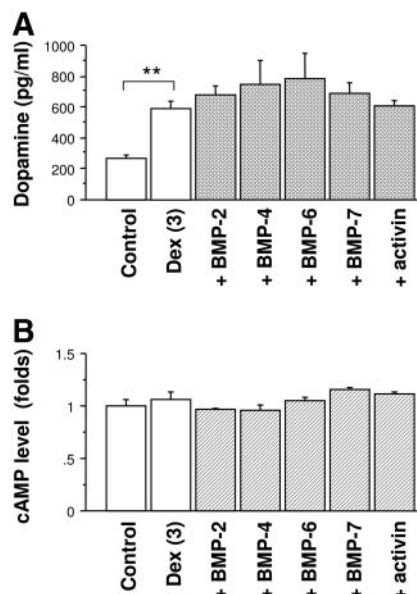 A
Dopamine (pg/ml)
1000
800
600
400
200
0
**
Control
Dex (3)
+ BMP-2
+ BMP-4
+ BMP-6
+ BMP-7
+ activin
B
cAMP level (folds)
1.5
1
.5
0
Control
Dex (3)
+ BMP-2
+ BMP-4
+ BMP-6
+ BMP-7
+ activin